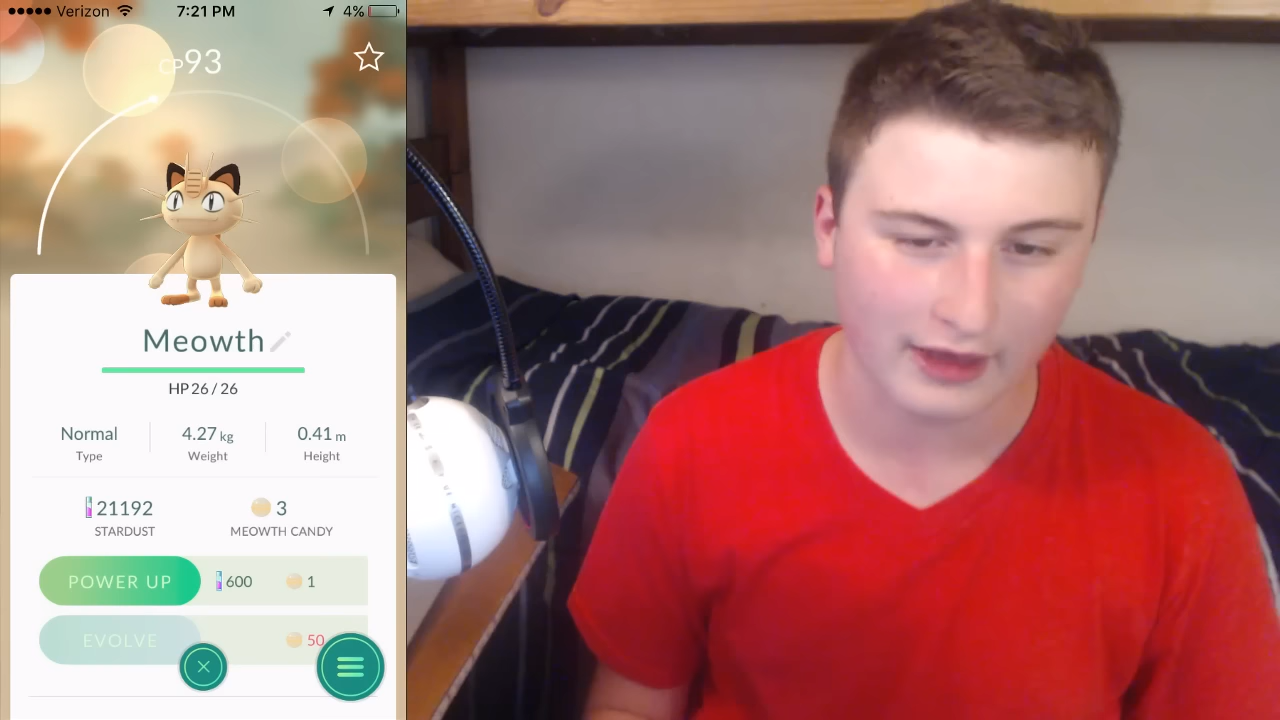 Verizon 7:21 PM 4%
CP93
Meowth
HP 26 / 26
Normal 4.27 kg 0.41 m
Type Weight Height
21192 3
STARDUST MEOWTH CANDY
POWER UP 600 1
EVOLVE 50